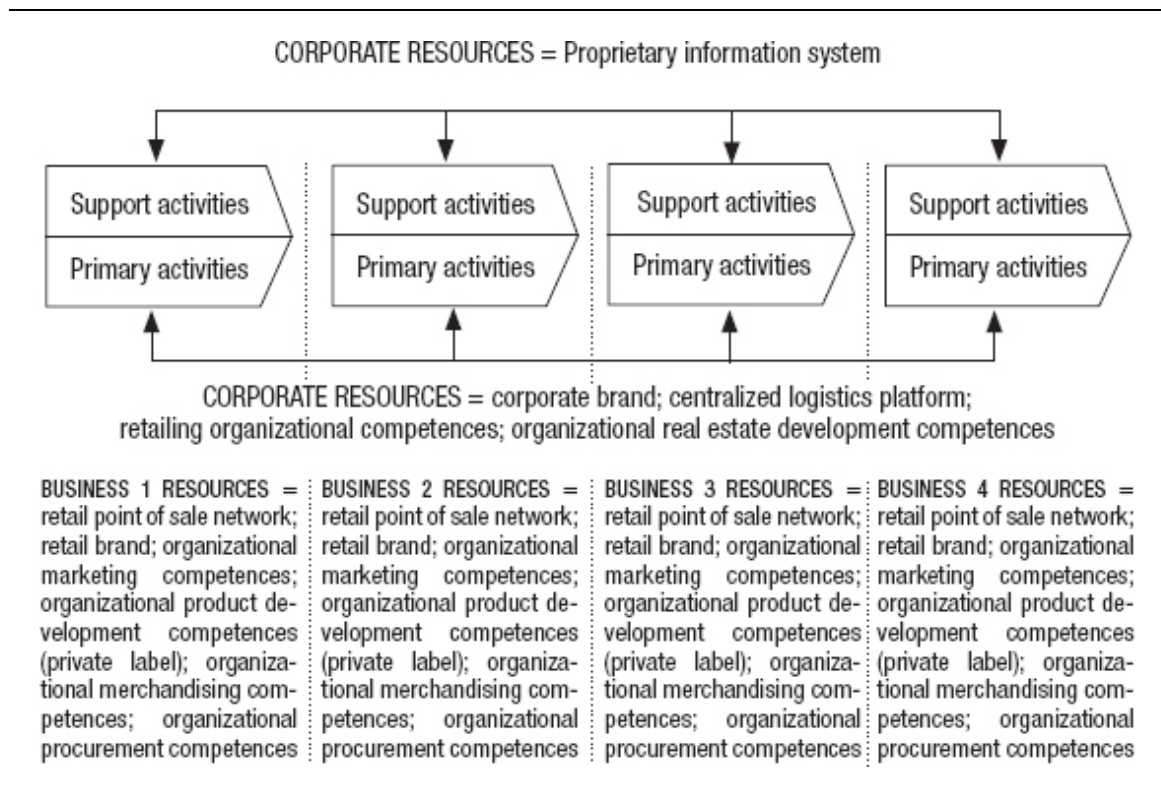 CORPORATE RESOURCES = Proprietary information system
Support activities
Primary activities
Support activities
Primary activities
Support activities
Primary activities
Support activities
Primary activities
CORPORATE RESOURCES = corporate brand; centralized logistics platform;
retailing organizational competences; organizational real estate development competences
BUSINESS 1 RESOURCES =
retail point of sale network;
retail brand; organizational
marketing competences;
organizational product de-
velopment competences
(private label); organiza-
tional merchandising com-
petences; organizational
procurement competences
BUSINESS 2 RESOURCES =
retail point of sale network;
retail brand; organizational
marketing competences;
organizational product de-
velopment competences
(private label); organiza-
tional merchandising com-
petences; organizational
procurement competences
BUSINESS 3 RESOURCES =
retail point of sale network;
retail brand; organizational
marketing competences;
organizational product de-
velopment competences
(private label); organiza-
tional merchandising com-
petences; organizational
procurement competences
BUSINESS 4 RESOURCES =
retail point of sale network;
retail brand; organizational
marketing competences;
organizational product de-
velopment competences
(private label); organiza-
tional merchandising com-
petences; organizational
procurement competences